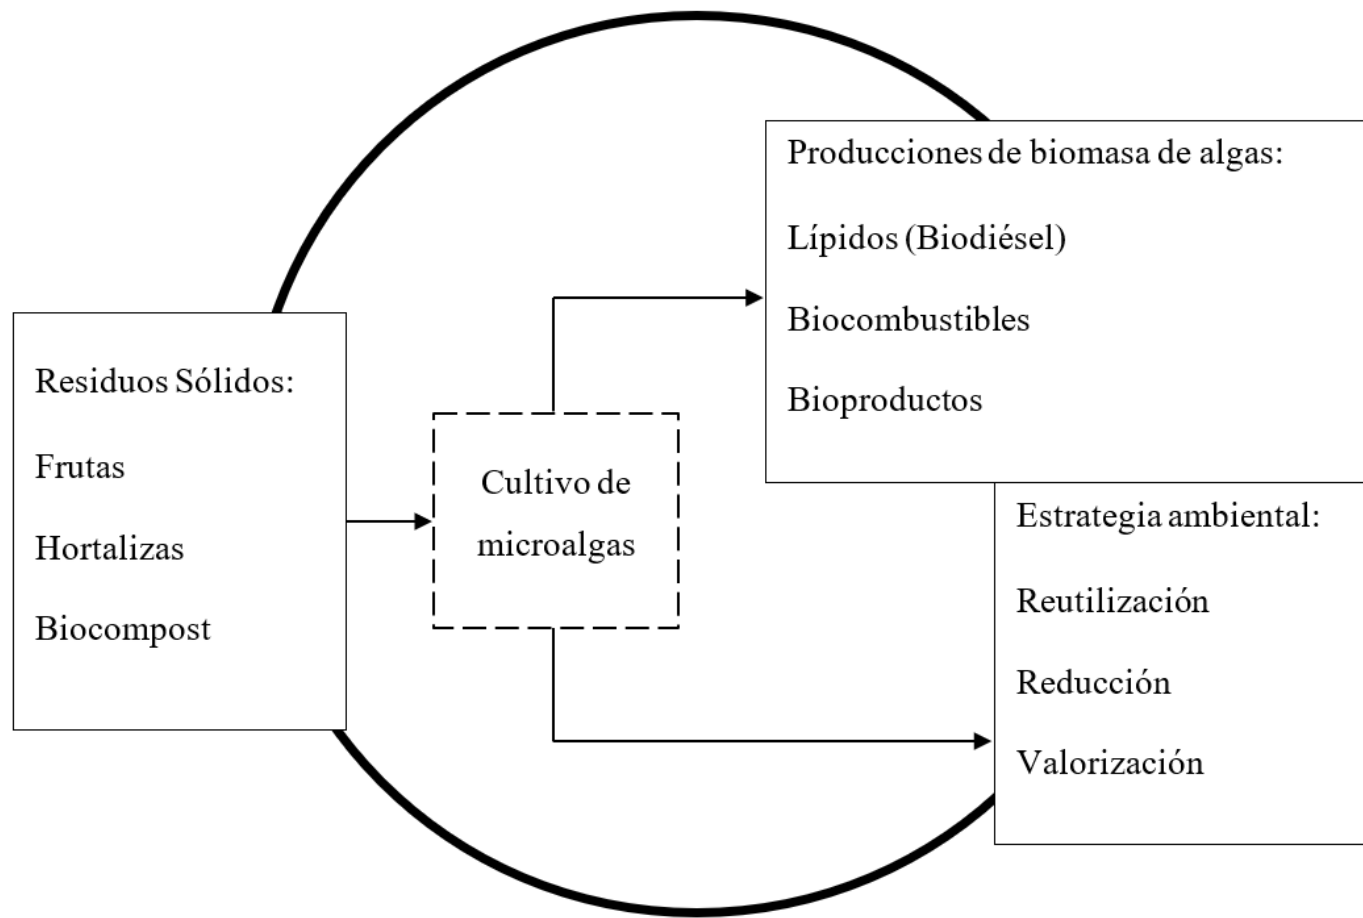 Residuos Sólidos:
Frutas
Hortalizas
Biocompost
Cultivo de
microalgas
Producciones de biomasa de algas:
Lípidos (Biodiésel)
Biocombustibles
Bioproductos
Estrategia ambiental:
Reutilización
Reducción
Valorización